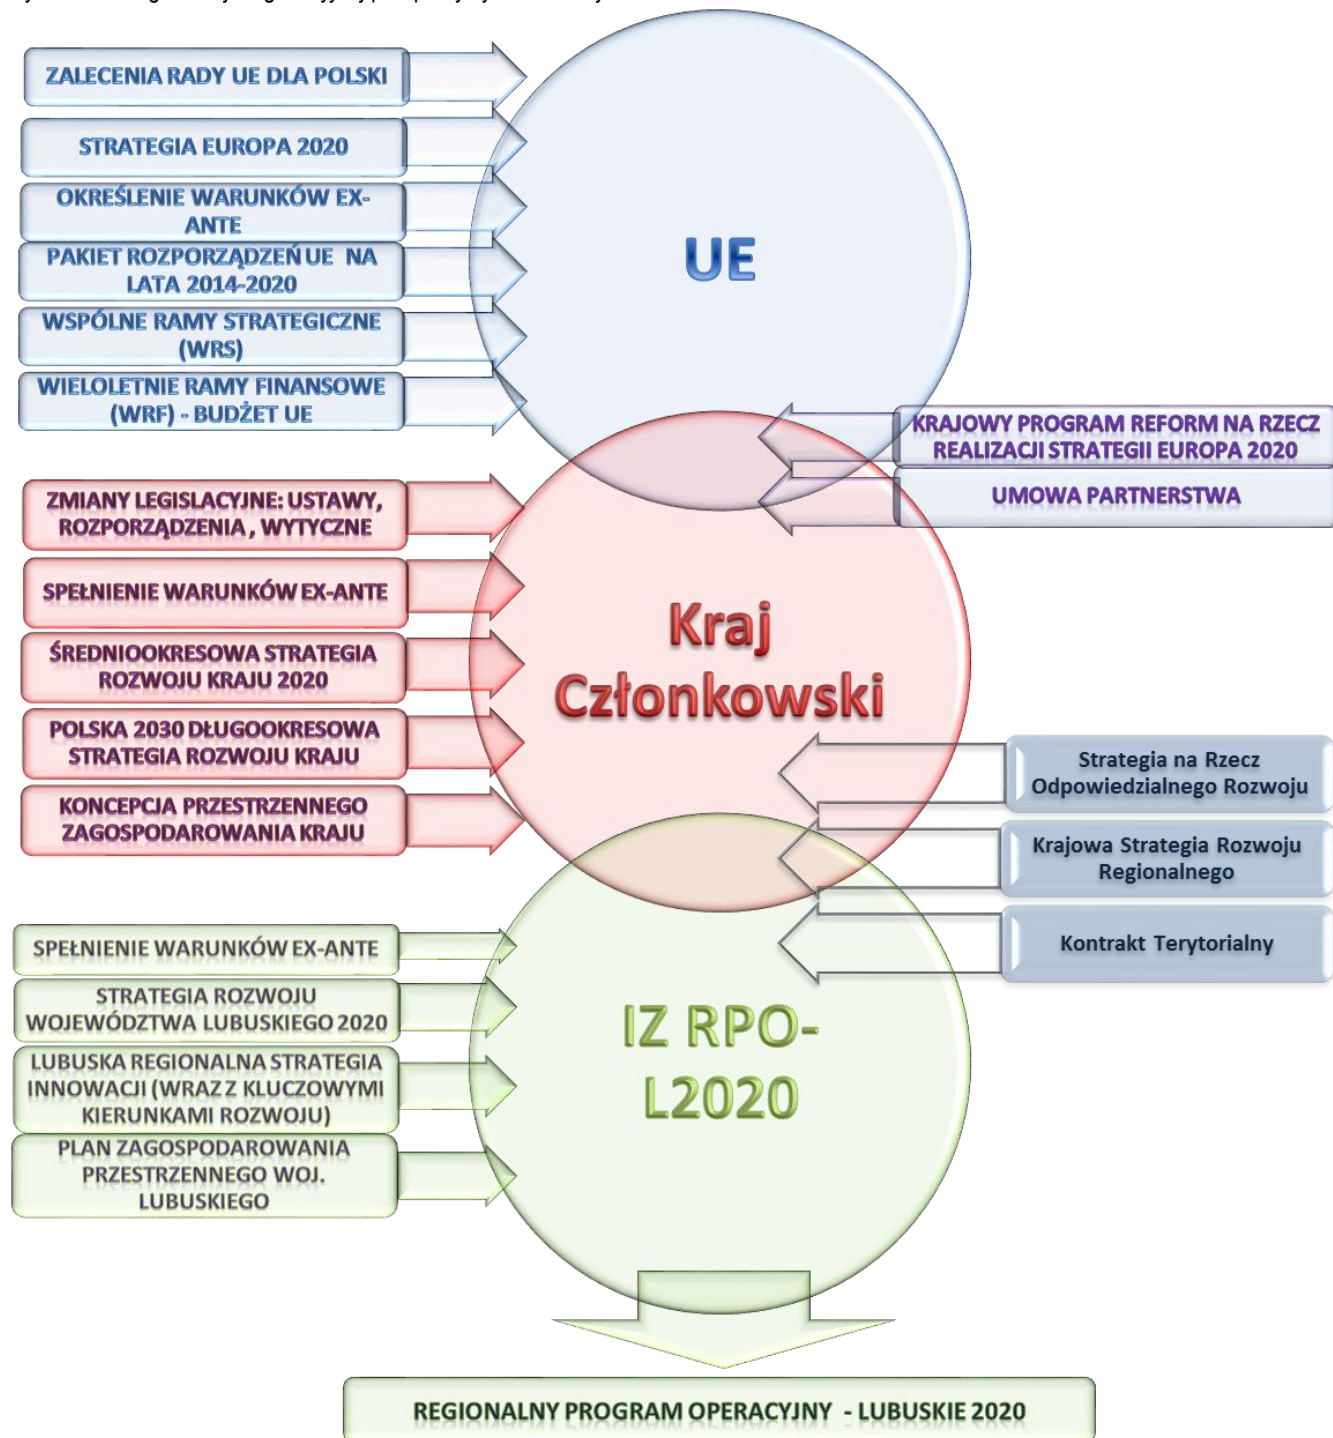 ZALECENIA RADY UE DLA POLSKI
STRATEGIA EUROPA 2020
OKREŚLENIE WARUNKÓW EX-
ANTE
PAKIET ROZPORZĄDZEŃ UE NA
LATA 2014-2020
WSPÓLNE RAMY STRATEGICZNE
(WRS)
WIELOLETNIE RAMY FINANSOWE
(WRF) - BUDŻET UE
UE
KRAJOWY PROGRAM REFORM NA RZECZ
REALIZACJI STRATEGII EUROPA 2020
UMOWA PARTNERSTWA
ZMIANY LEGISLACYJNE: USTAWY,
ROZPORZĄDZENIA , WYTYCZNE
SPEŁNIENIE WARUNKÓW EX-ANTE
ŚREDNIOOKRESOWA STRATEGIA
ROZWOJU KRAJU 2020
POLSKA 2030 DŁUGOOKRESOWA
STRATEGIA ROZWOJU KRAJU
KONCEPCJA PRZESTRZENNEGO
ZAGOSPODAROWANIA KRAJU
Kraj
Członkowski
Strategia na Rzecz
Odpowiedzialnego Rozwoju
Krajowa Strategia Rozwoju
Regionalnego
Kontrakt Terytorialny
SPEŁNIENIE WARUNKÓW EX-ANTE
STRATEGIA ROZWOJU
WOJEWÓDZTWA LUBUSKIEGO 2020
LUBUSKA REGIONALNA STRATEGIA
INNOWACJI (WRAZ Z KLUCZOWYMI
KIERUNKAMI ROZWOJU)
PLAN ZAGOSPODAROWANIA
PRZESTRZENNEGO WOJ.
LUBUSKIEGO
IZ RPO-
L2020
REGIONALNY PROGRAM OPERACYJNY - LUBUSKIE 2020